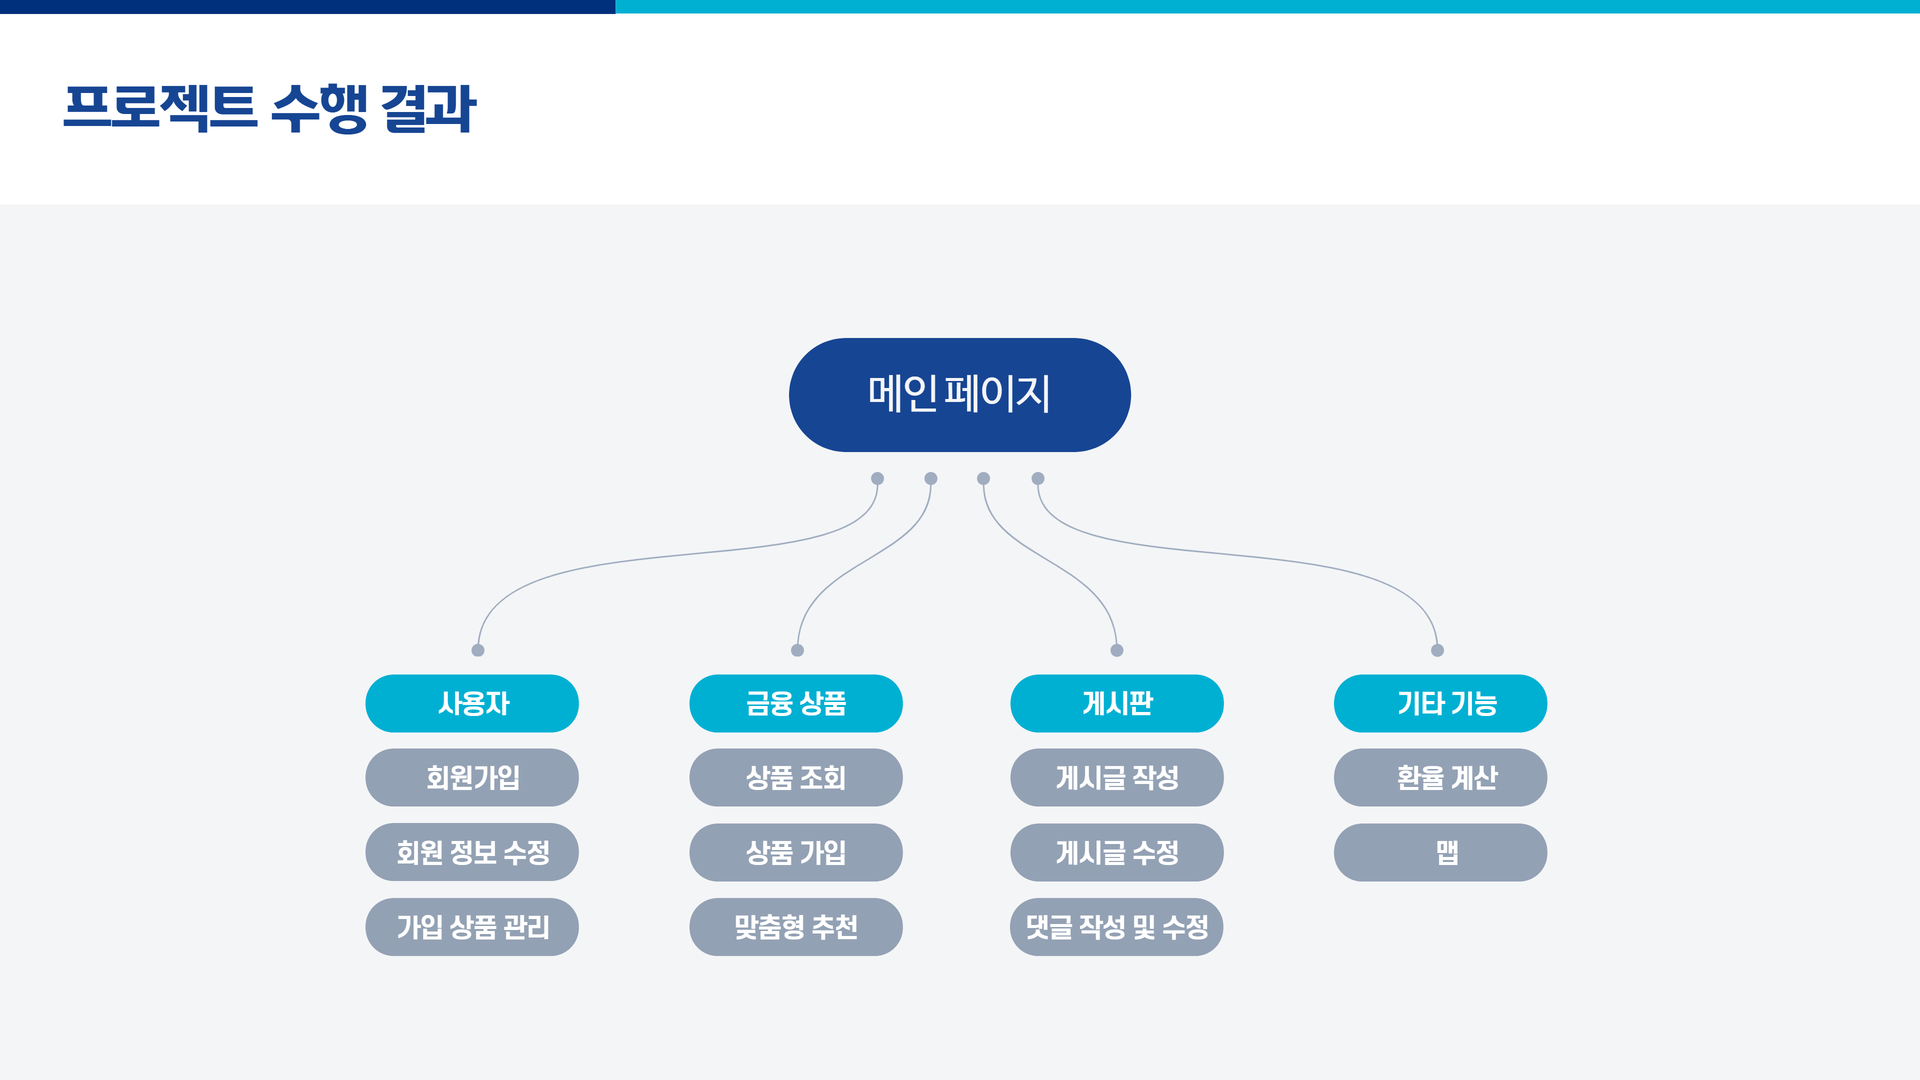 프로젝트 수행 결과
메인 페이지
사용자
회원가입
회원 정보 수정
가입 상품 관리
금융 상품
상품 조회
상품 가입
맞춤형 추천
게시판
게시글 작성
게시글 수정
댓글 작성 및 수정
기타 기능
환율 계산
맵